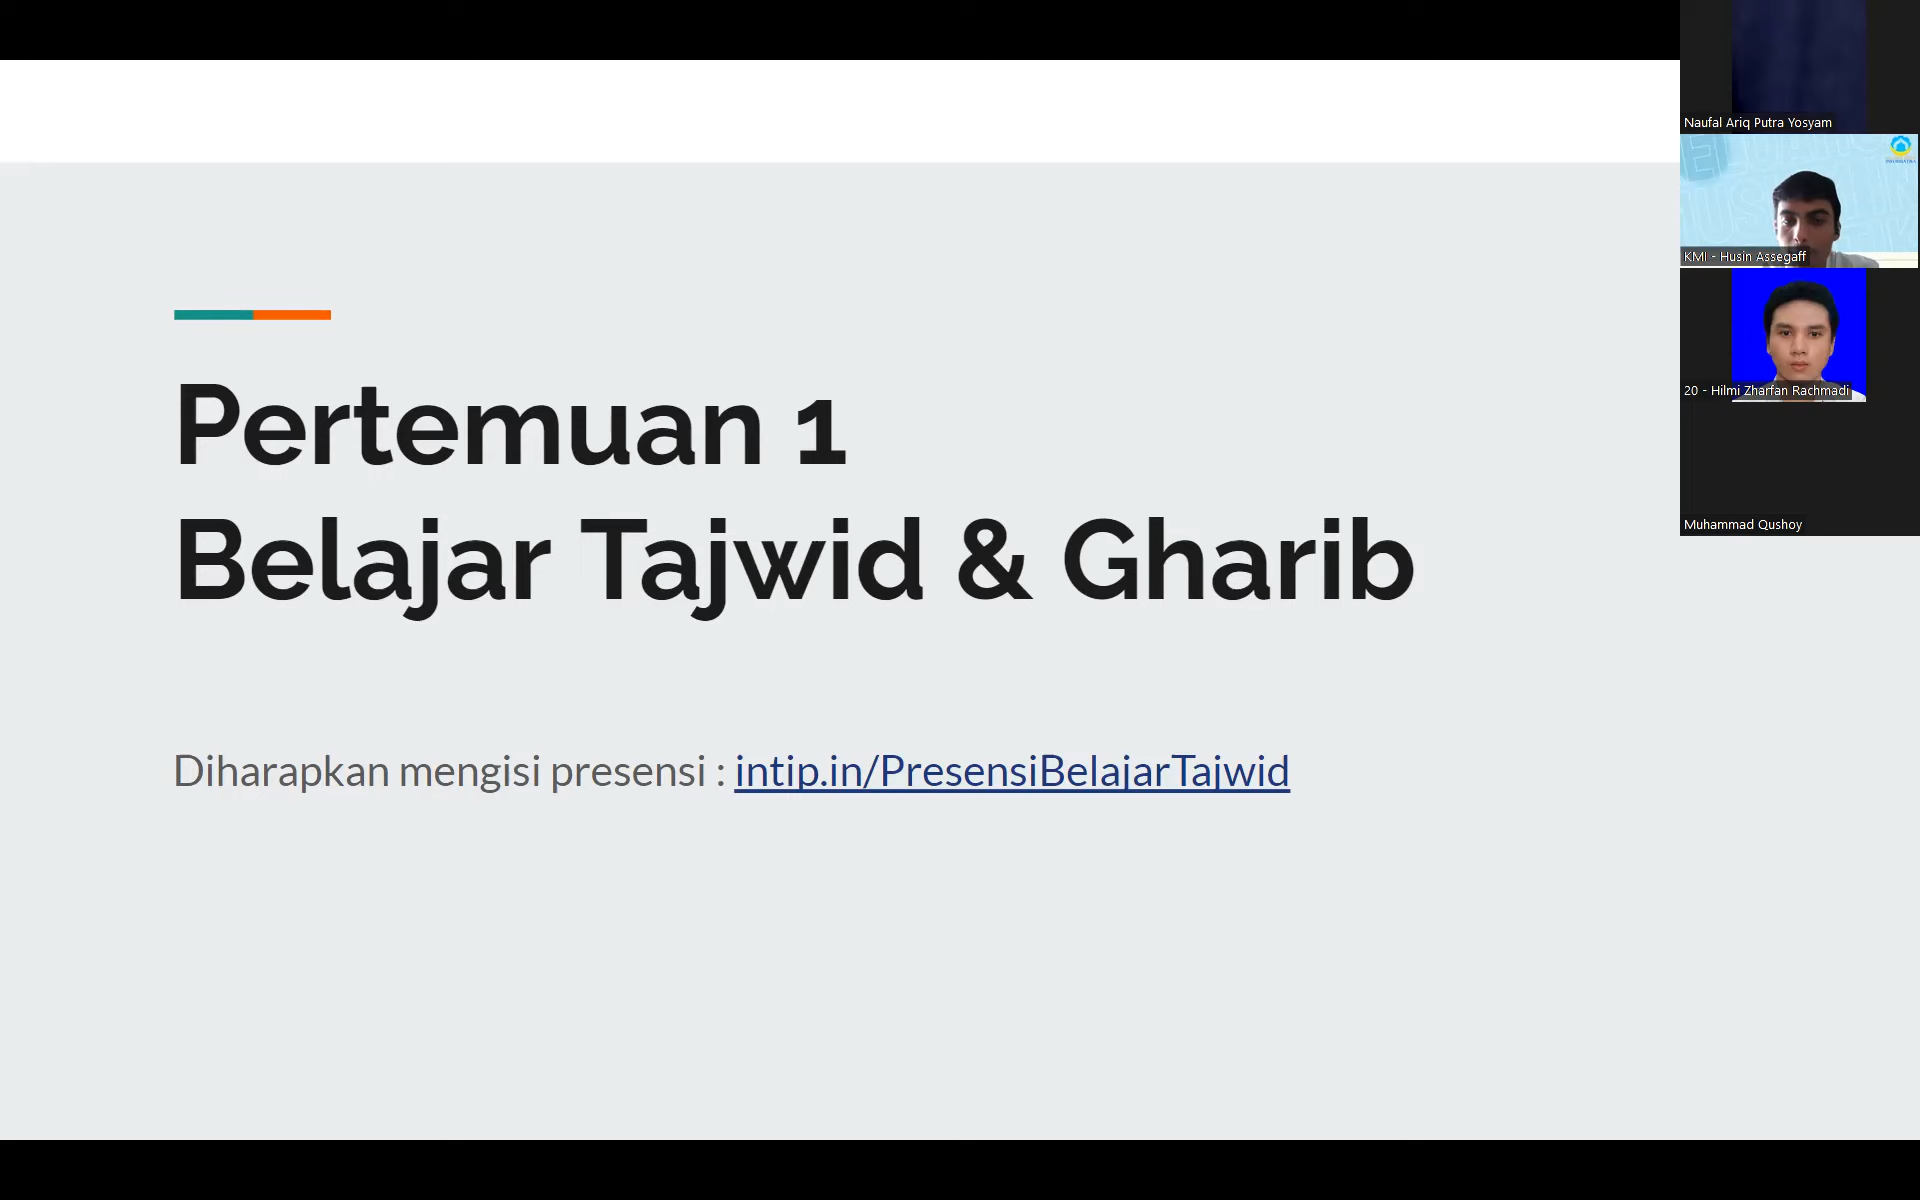 Pertemuan 1
Belajar Tajwid & Gharib
Diharapkan mengisi presensi : intip.in/PresensiBelajarTajwid
Naufal Ariq Putra Yosyam
KMI - Husin Assegaff
20 - Hilmi Zharfan Rachmadi
Muhammad Qushoy